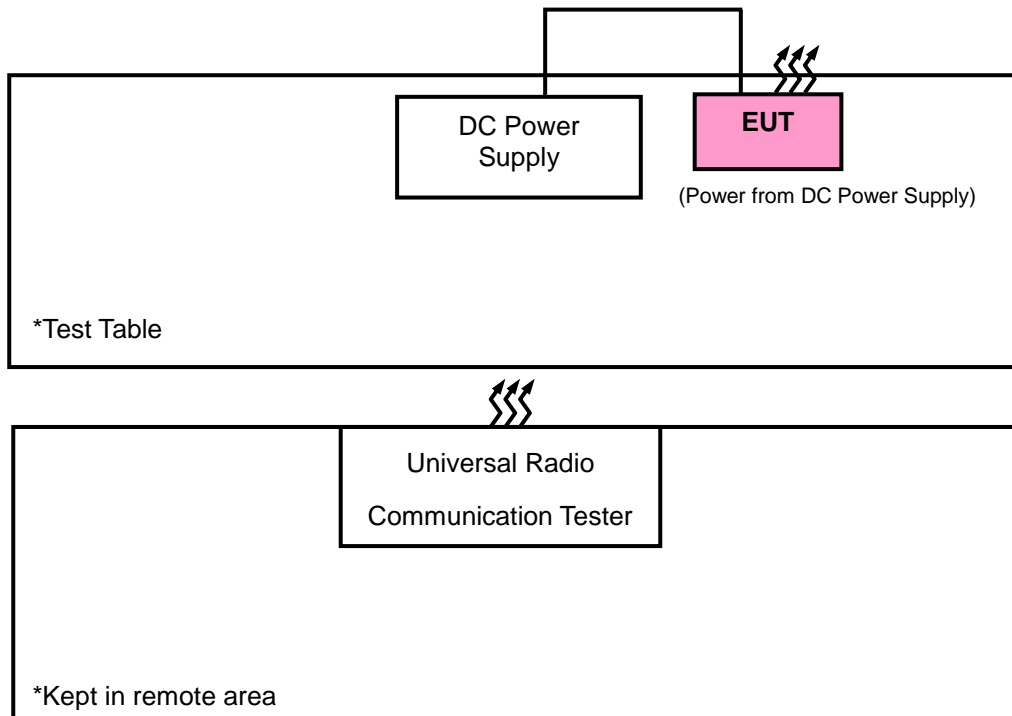 DC Power
Supply
EUT
(Power from DC Power Supply)
*Test Table
Universal Radio
Communication Tester
*Kept in remote area